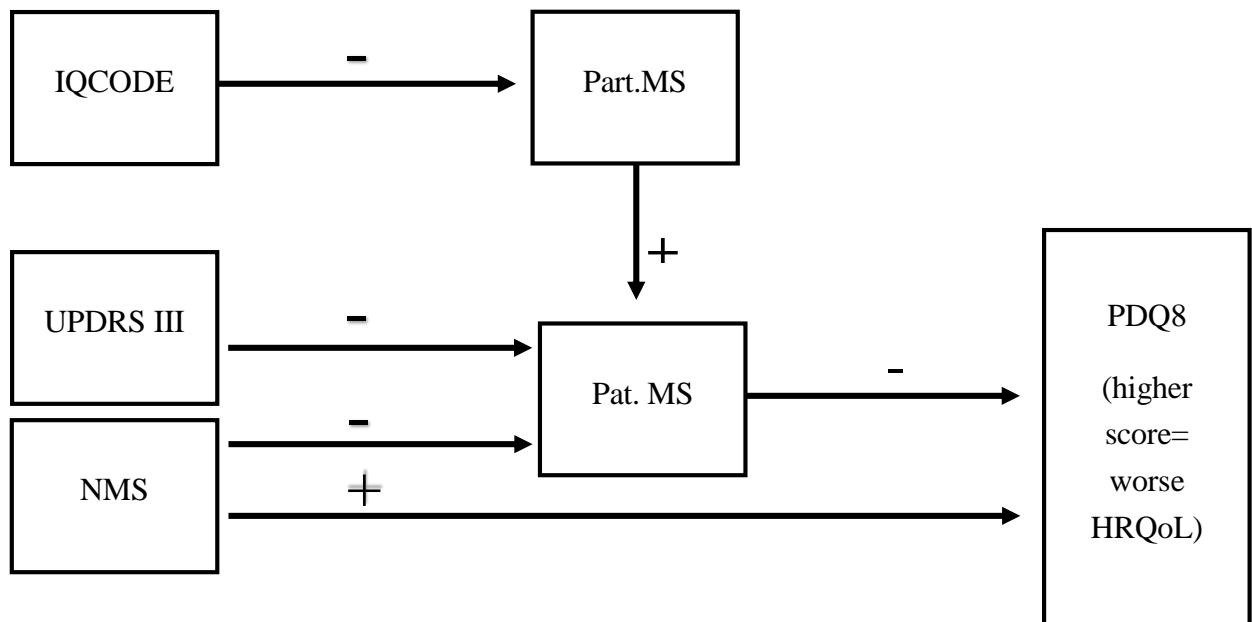 IQCODE
-
Part.MS
+
UPDRS III
-
Pat. MS
-
-
NMS
+
PDQ8
(higher
score=
worse
HRQoL)